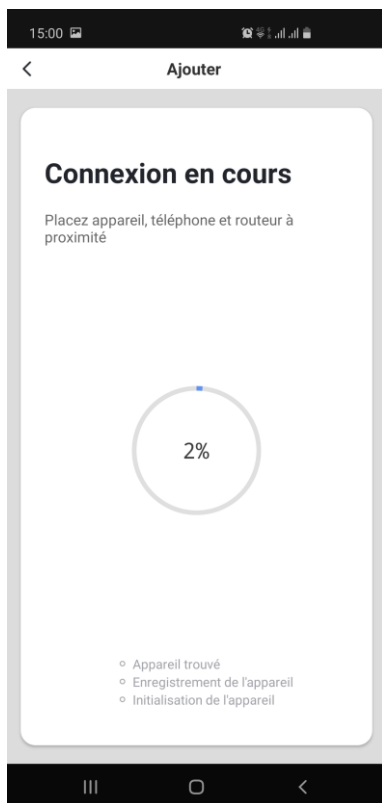 15:00
Ajouter
Connexion en cours
Placez appareil, téléphone et routeur à
proximité
2%
Appareil trouvé
Enregistrement de l'appareil
Initialisation de l'appareil